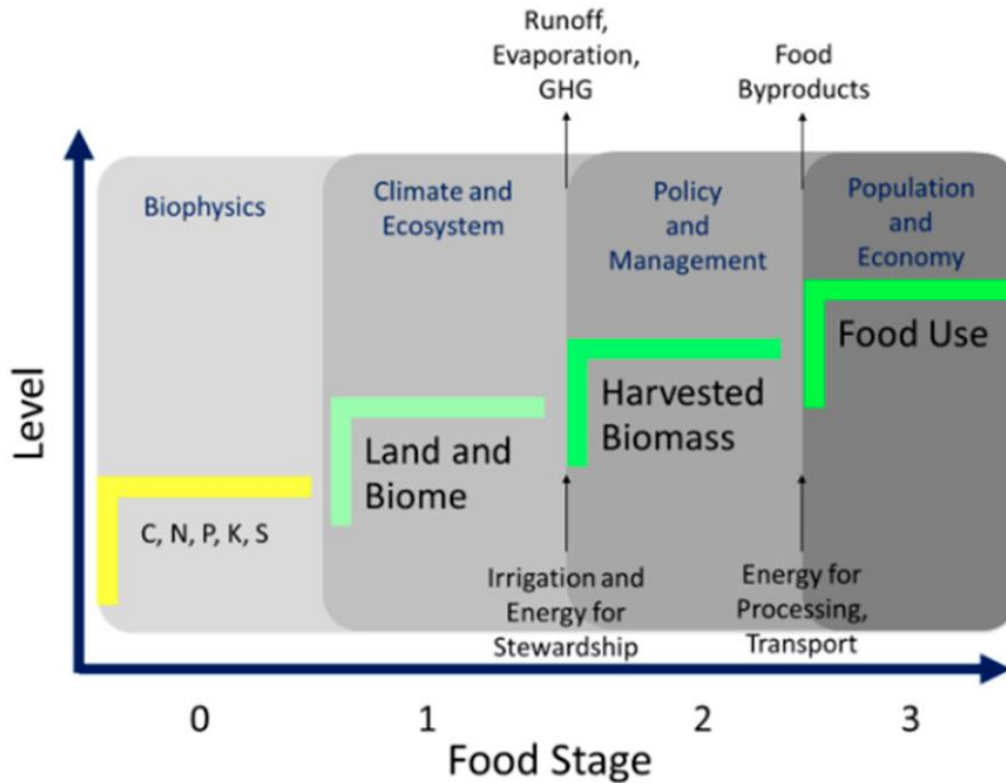 Runoff,
Evaporation,
GHG
Food
Byproducts
Biophysics
Climate and
Ecosystem
Policy
and
Management
Population
and
Economy
Level
C, N, P, K, S
Land and
Biome
Harvested
Biomass
Food Use
Irrigation and
Energy for
Stewardship
Energy for
Processing,
Transport
0
1
2
3
Food Stage